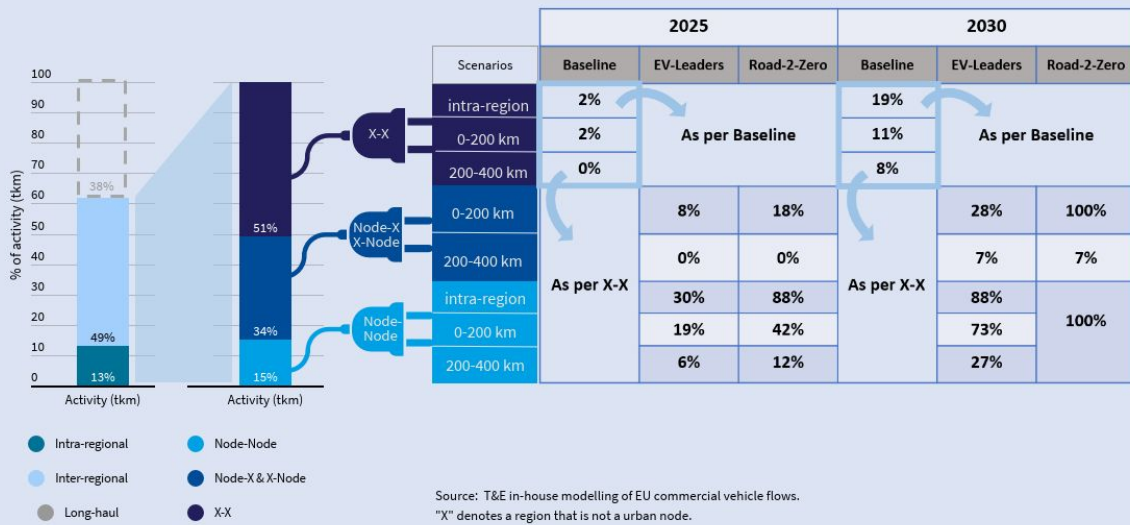 2025 2030
Scenarios Baseline EV-Leaders Road-2-Zero Baseline EV-Leaders Road-2-Zero
% of activity (tkm)
100
90
80
70
60
50
40
30
20
10
0
38%
49%
13%
Activity (tkm)
51%
34%
15%
Activity (tkm)
X-X
Node-X
X-Node
Node-
Node
intra-region 2% 19%
0-200 km 2% As per Baseline 11% As per Baseline
200-400 km 0% 8%
0-200 km 8% 18% 28% 100%
200-400 km 0% 0% 7% 7%
As per X-X As per X-X
intra-region 30% 88% 88%
0-200 km 19% 42% 73% 100%
200-400 km 6% 12% 27%
Intra-regional
Inter-regional
Long-haul
Node-Node
Node-X & X-Node
X-X
Source: T&E in-house modelling of EU commercial vehicle flows.
"X" denotes a region that is not a urban node.